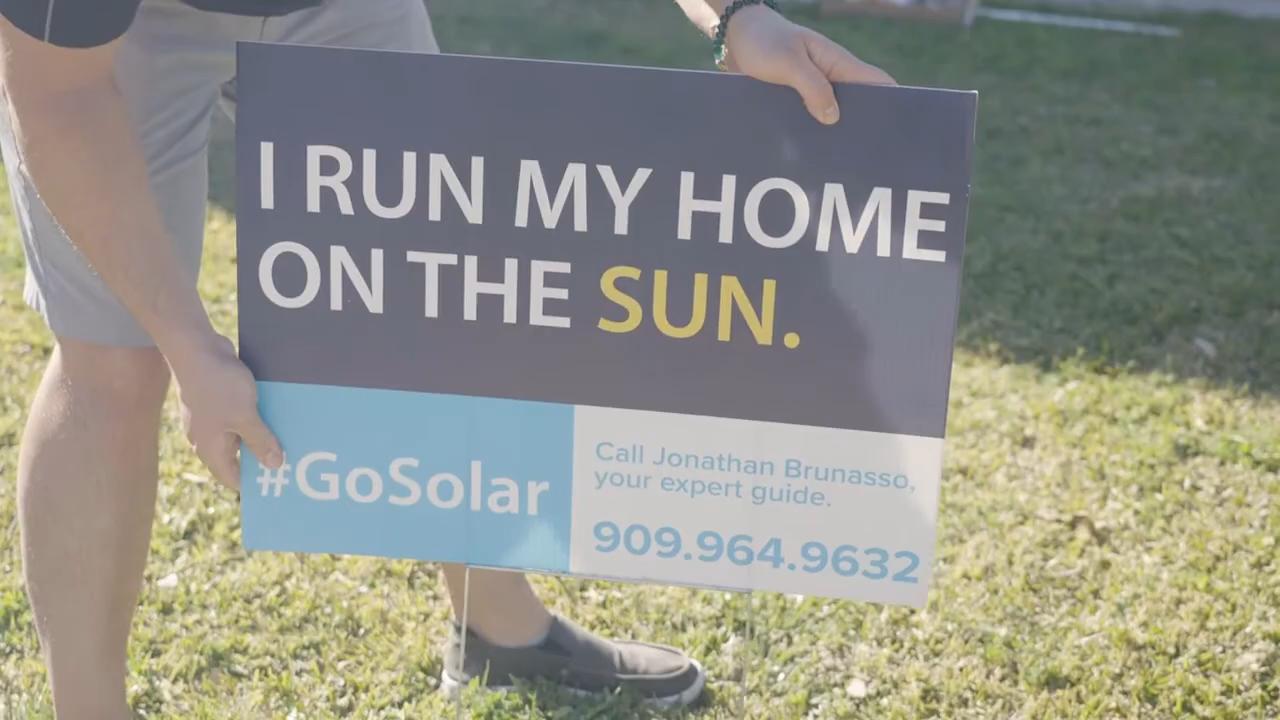 I RUN MY HOME
ON THE SUN.
#GoSolar
Call Jonathan Brunasso,
your expert guide.
909.964.9632